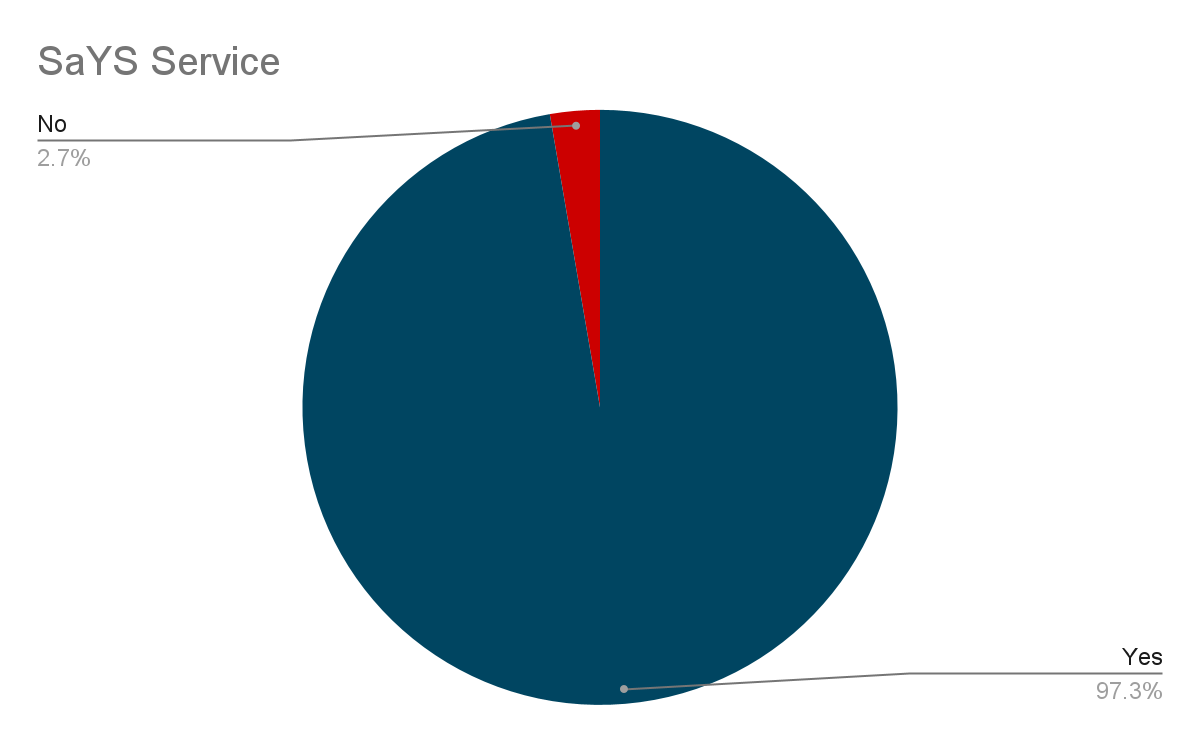 SaYS Service
No
2.7%
Yes
97.3%